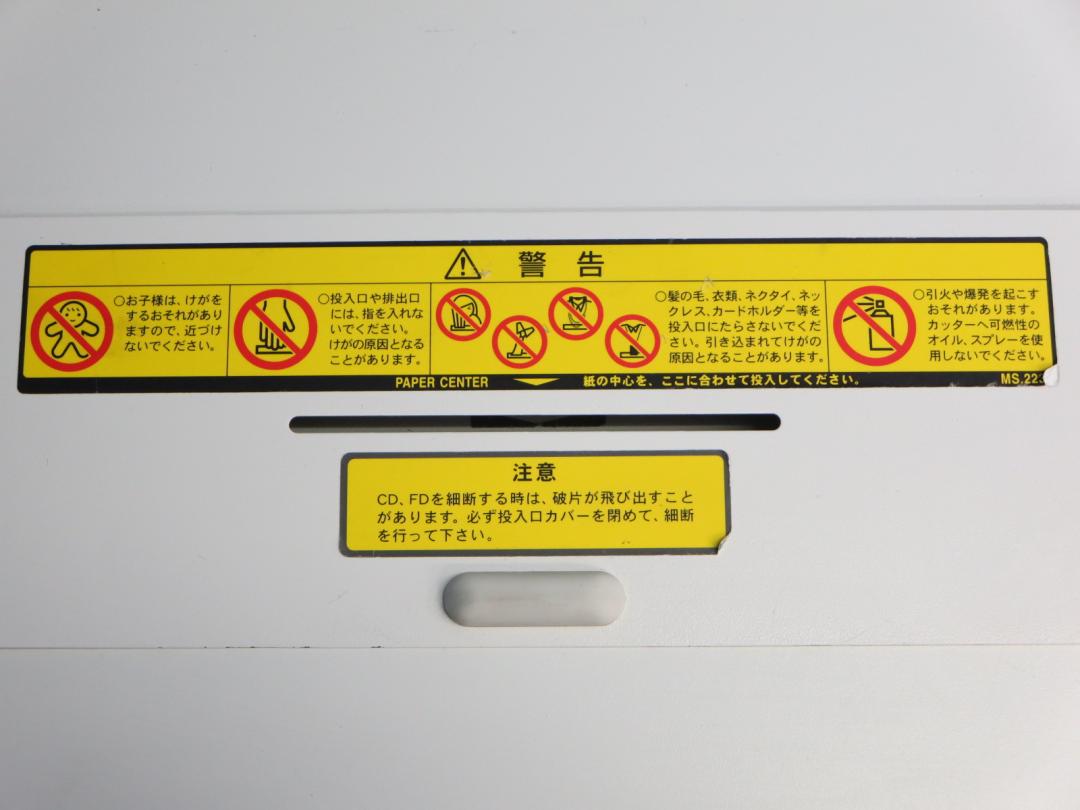 警告
○お子様は、けがを
するおそれがあり
ますので、近づけ
ないでください。
○投入口や排出口
には、指を入れな
いでください。
けがの原因となる
ことがあります。
○髪の毛、衣類、ネクタイ、ネッ
クレス、カードホルダー等を
投入口にたらさないでくだ
さい。引き込まれてけがの
原因となることがあります。
○引火や爆発を起こす
おそれがあります。
カッターへ可燃性の
オイル、スプレーを使
用しないでください。
PAPER CENTER 紙の中心を、ここに合わせて投入してください。 MS.223
注意
CD、FDを細断する時は、破片が飛び出すこと
があります。必ず投入口カバーを閉めて、細断
を行って下さい。